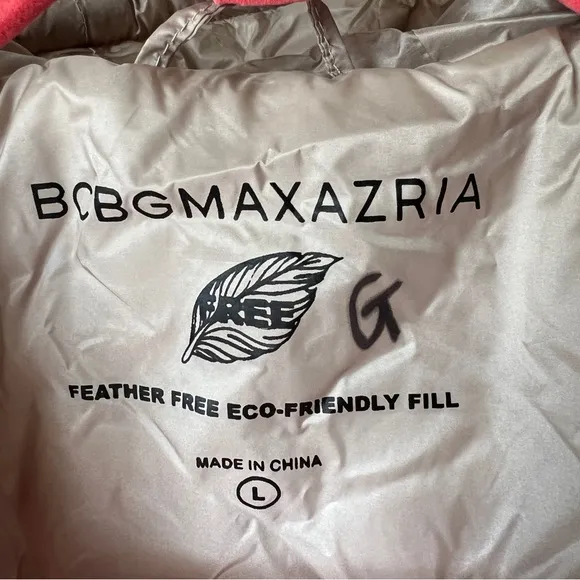 BCBGMAXAZRIA
FREE
G
FEATHER FREE ECO-FRIENDLY FILL
MADE IN CHINA
L